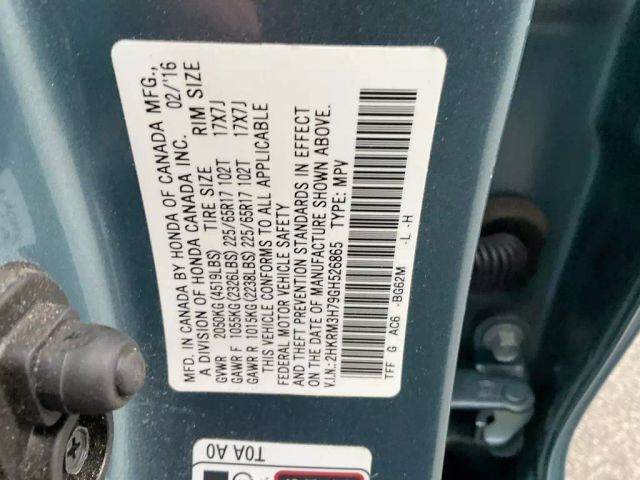 MFD. IN CANADA BY HONDA OF CANADA MFG.,
A DIVISION OF HONDA CANADA INC. 02/'16
TIRE SIZE RIM SIZE
GVWR 2050KG (4519LBS)
GAWR F 1055KG (2326LBS) 225/65R17 102T 17X7J
GAWR R 1015KG (2238LBS) 225/65R17 102T 17X7J
THIS VEHICLE CONFORMS TO ALL APPLICABLE
FEDERAL MOTOR VEHICLE SAFETY
AND THEFT PREVENTION STANDARDS IN EFFECT
ON THE DATE OF MANUFACTURE SHOWN ABOVE.
V.I.N.: 2HKRM3H79GH526865 TYPE: MPV
TFF G AC6 -BG62M -L -H
T0A A0